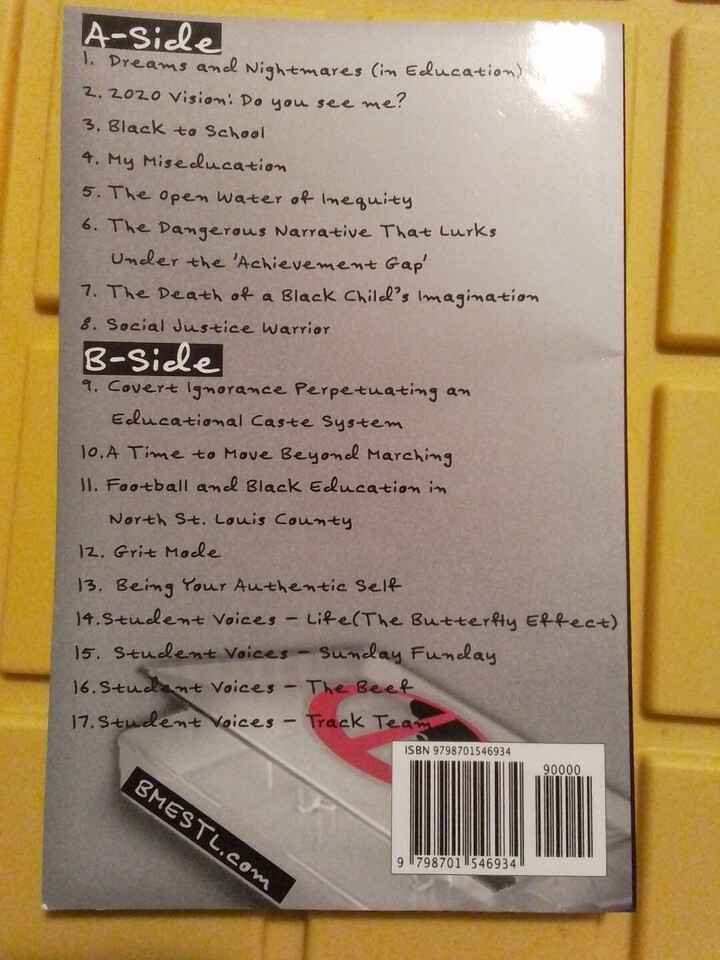 A-Side
1. Dreams and Nightmares (in Education)
2. 2020 Vision: Do you see me?
3. Black to School
4. My Miseducation
5. The Open Water of Inequity
6. The Dangerous Narrative That Lurks
Under the 'Achievement Gap'
7. The Death of a Black Child's Imagination
8. Social Justice Warrior
B-Side
9. Covert Ignorance Perpetuating an
Educational Caste System
10. A Time to Move Beyond Marching
11. Football and Black Education in
North St. Louis County
12. Grit Mode
13. Being Your Authentic Self
14. Student Voices - Life (The Butterfly Effect)
15. Student Voices - Sunday Funday
16. Student Voices - The Beef
17. Student Voices - Track Team
BMESTL.com
ISBN 9798701546934
90000
9 798701 546934